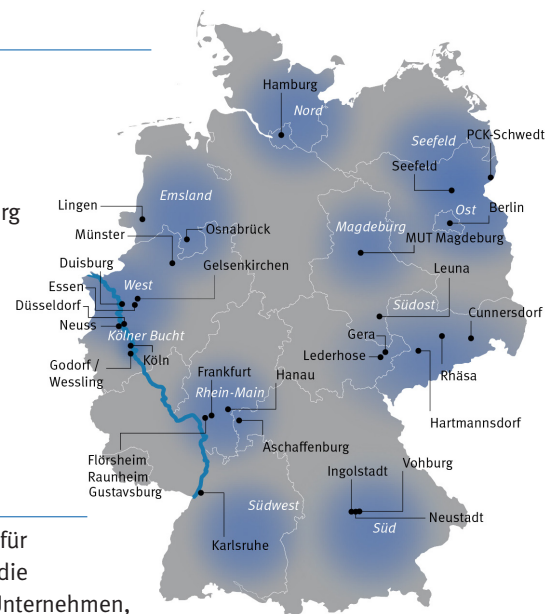 Hamburg
Nord
PCK-Schwedt
Seefeld
Seefeld
Emsland
Lingen
Ost
Berlin
rg
Münster
Osnabrück
Magdeburg
MUT Magdeburg
Duisburg
Gelsenkirchen
Leuna
Essen
West
Düsseldorf
Südost
Cunnersdorf
Neuss
Kölner Bucht
Gera
Köln
Lederhose
Godorf /
Wessling
Frankfurt
Hanau
Rhäsa
Rhein-Main
Hartmannsdorf
Aschaffenburg
Flörsheim
Raunheim
Gustavsburg
Ingolstadt
Vohburg
Südwest
Neustadt
Süd
Karlsruhe
für
die
Unternehmen,